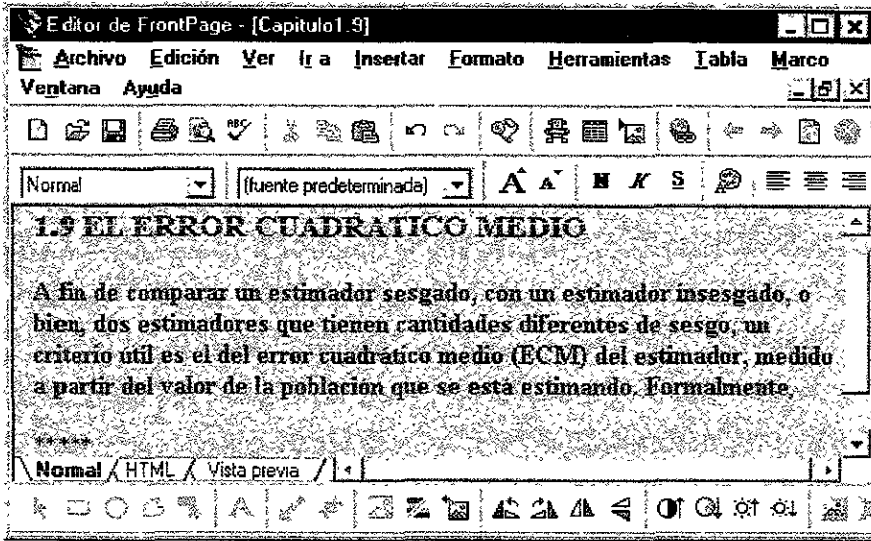 Editor de FrontPage - [Capitulo1.9]
Archivo Edición Ver Ir a Insertar Formato Herramientas Tabla Marco
Ventana Ayuda
ABC
Normal (fuente predeterminada) A A N K S
1.9 EL ERROR CUADRATICO MEDIO
A fin de comparar un estimador sesgado, con un estimador insesgado, o
bien, dos estimadores que tienen cantidades diferentes de sesgo, un
criterio útil es el del error cuadrático medio (ECM) del estimador, medido
a partir del valor de la población que se está estimando. Formalmente,
*****
Normal HTML Vista previa
A